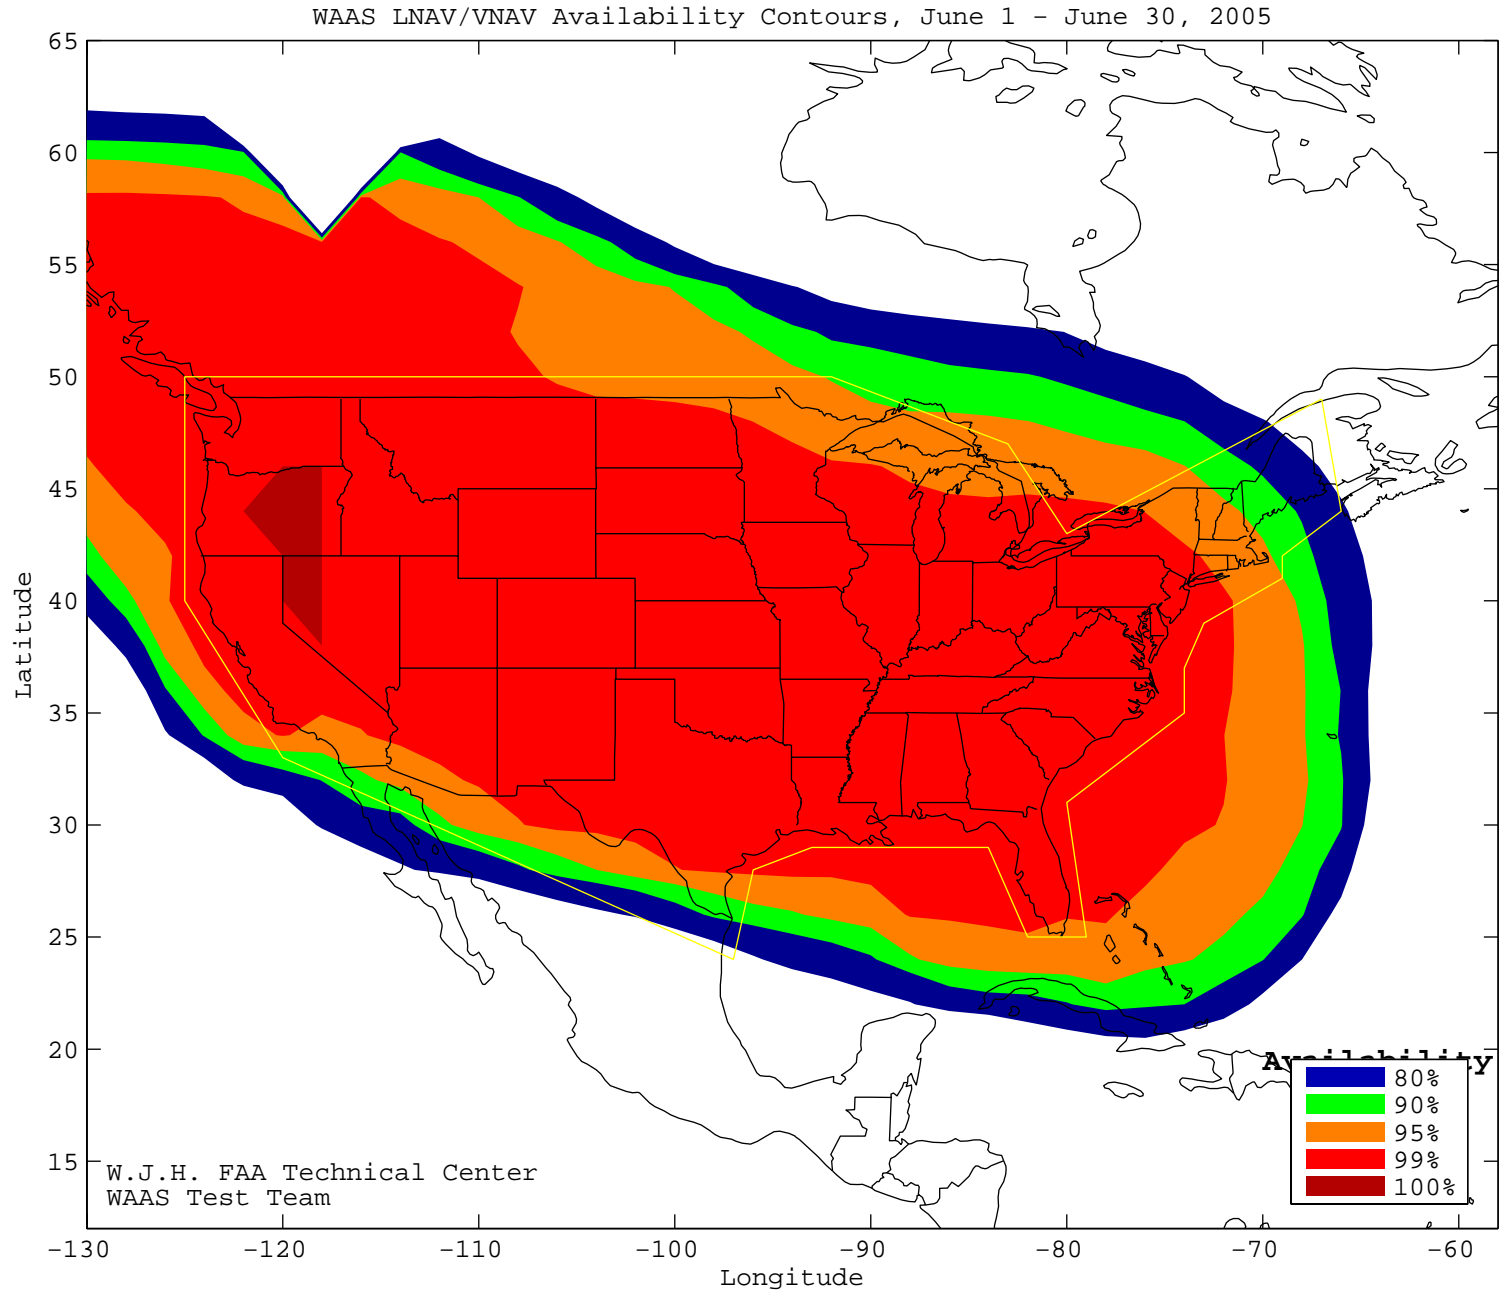 WAAS LNAV/VNAV Availability Contours, June 1 - June 30, 2005
65
60
55
50
45
40
35
30
25
20
15
Latitude
Availability
80%
90%
95%
99%
100%
W.J.H. FAA Technical Center
WAAS Test Team
-130 -120 -110 -100 -90 -80 -70 -60
Longitude